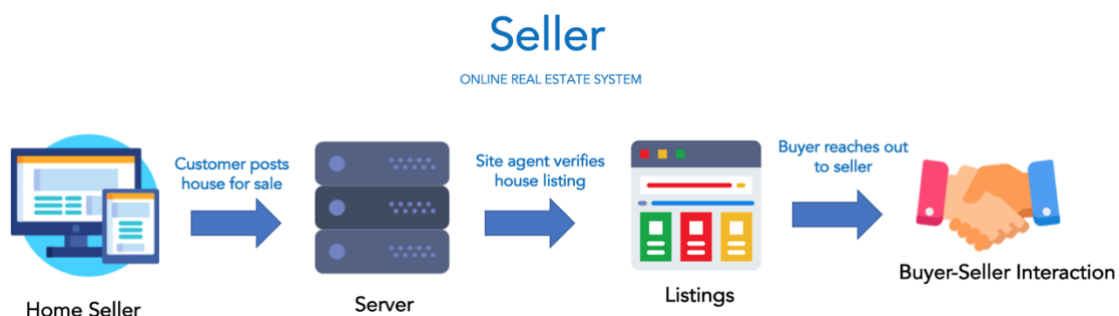 Seller
ONLINE REAL ESTATE SYSTEM
Customer posts
house for sale
Site agent verifies
house listing
Buyer reaches out
to seller
Home Seller
Server
Listings
Buyer-Seller Interaction